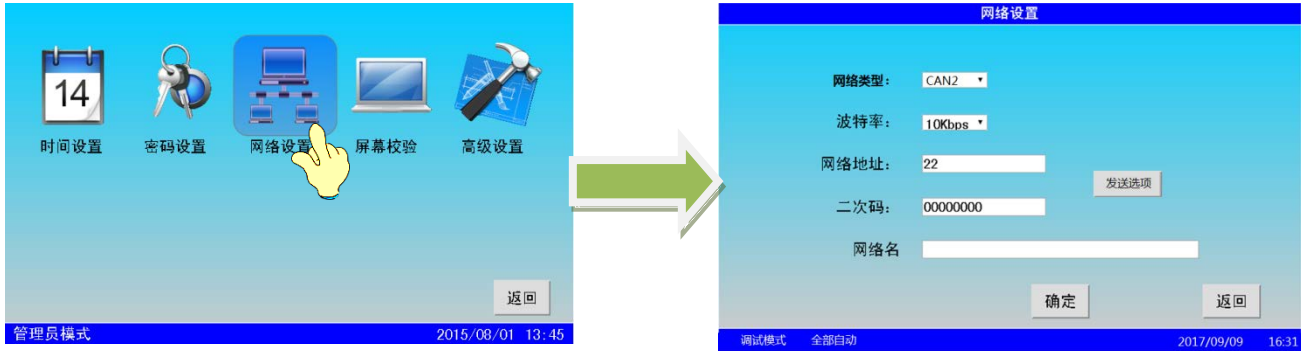 14
时间设置 密码设置 网络设置 屏幕校验 高级设置
返回
管理员模式 2015/08/01 13:45
网络设置
网络类型： CAN2
波特率： 10Kbps
网络地址： 22
发送选项
二次码： 00000000
网络名
确定 返回
调试模式 全部自动 2017/09/09 16:31